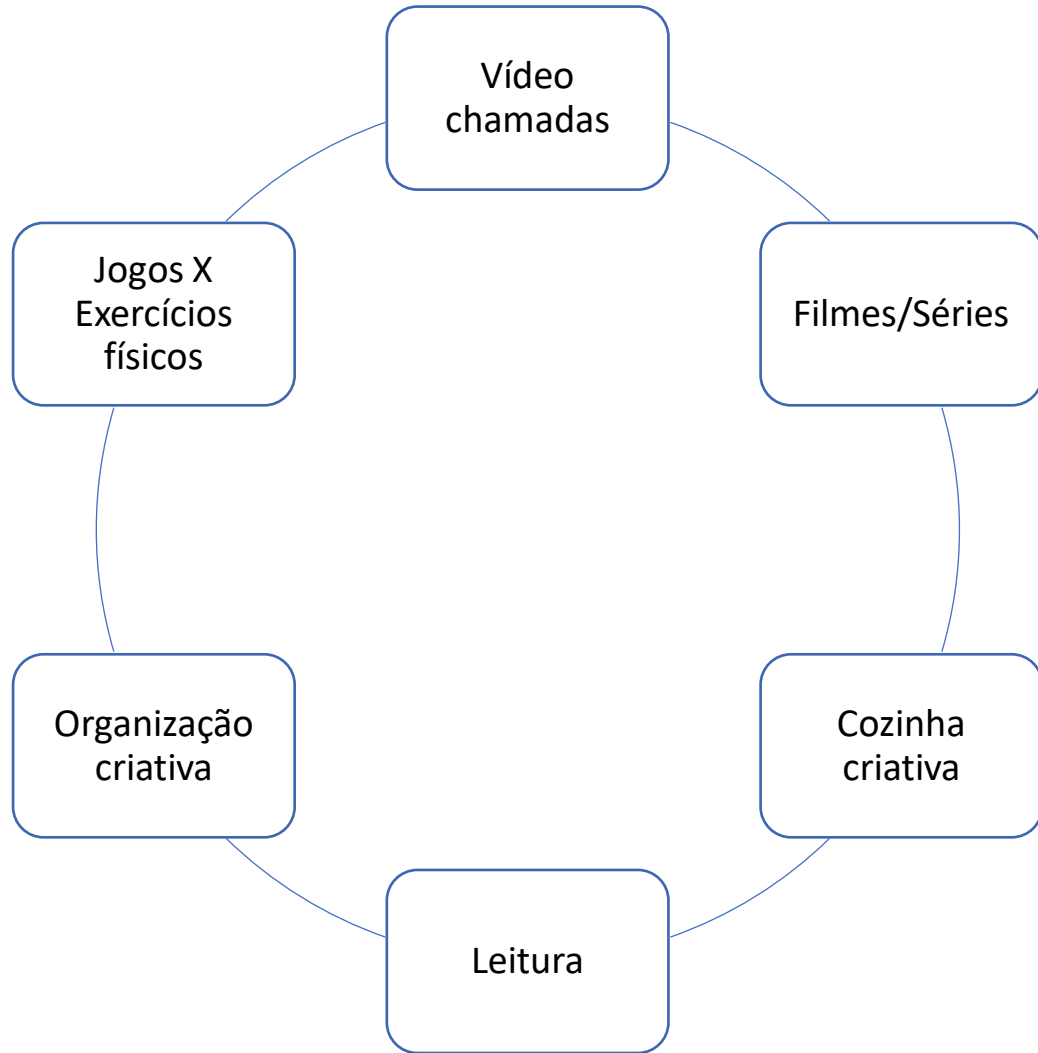 Vídeo
chamadas
Filmes/Séries
Cozinha
criativa
Leitura
Organização
criativa
Jogos X
Exercícios
físicos